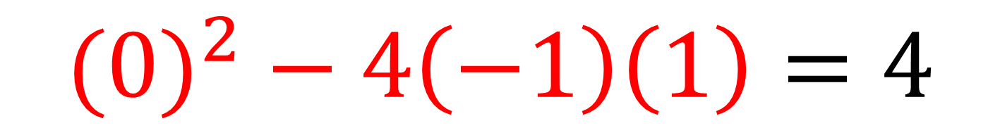 (0)² − 4(−1)(1) = 4